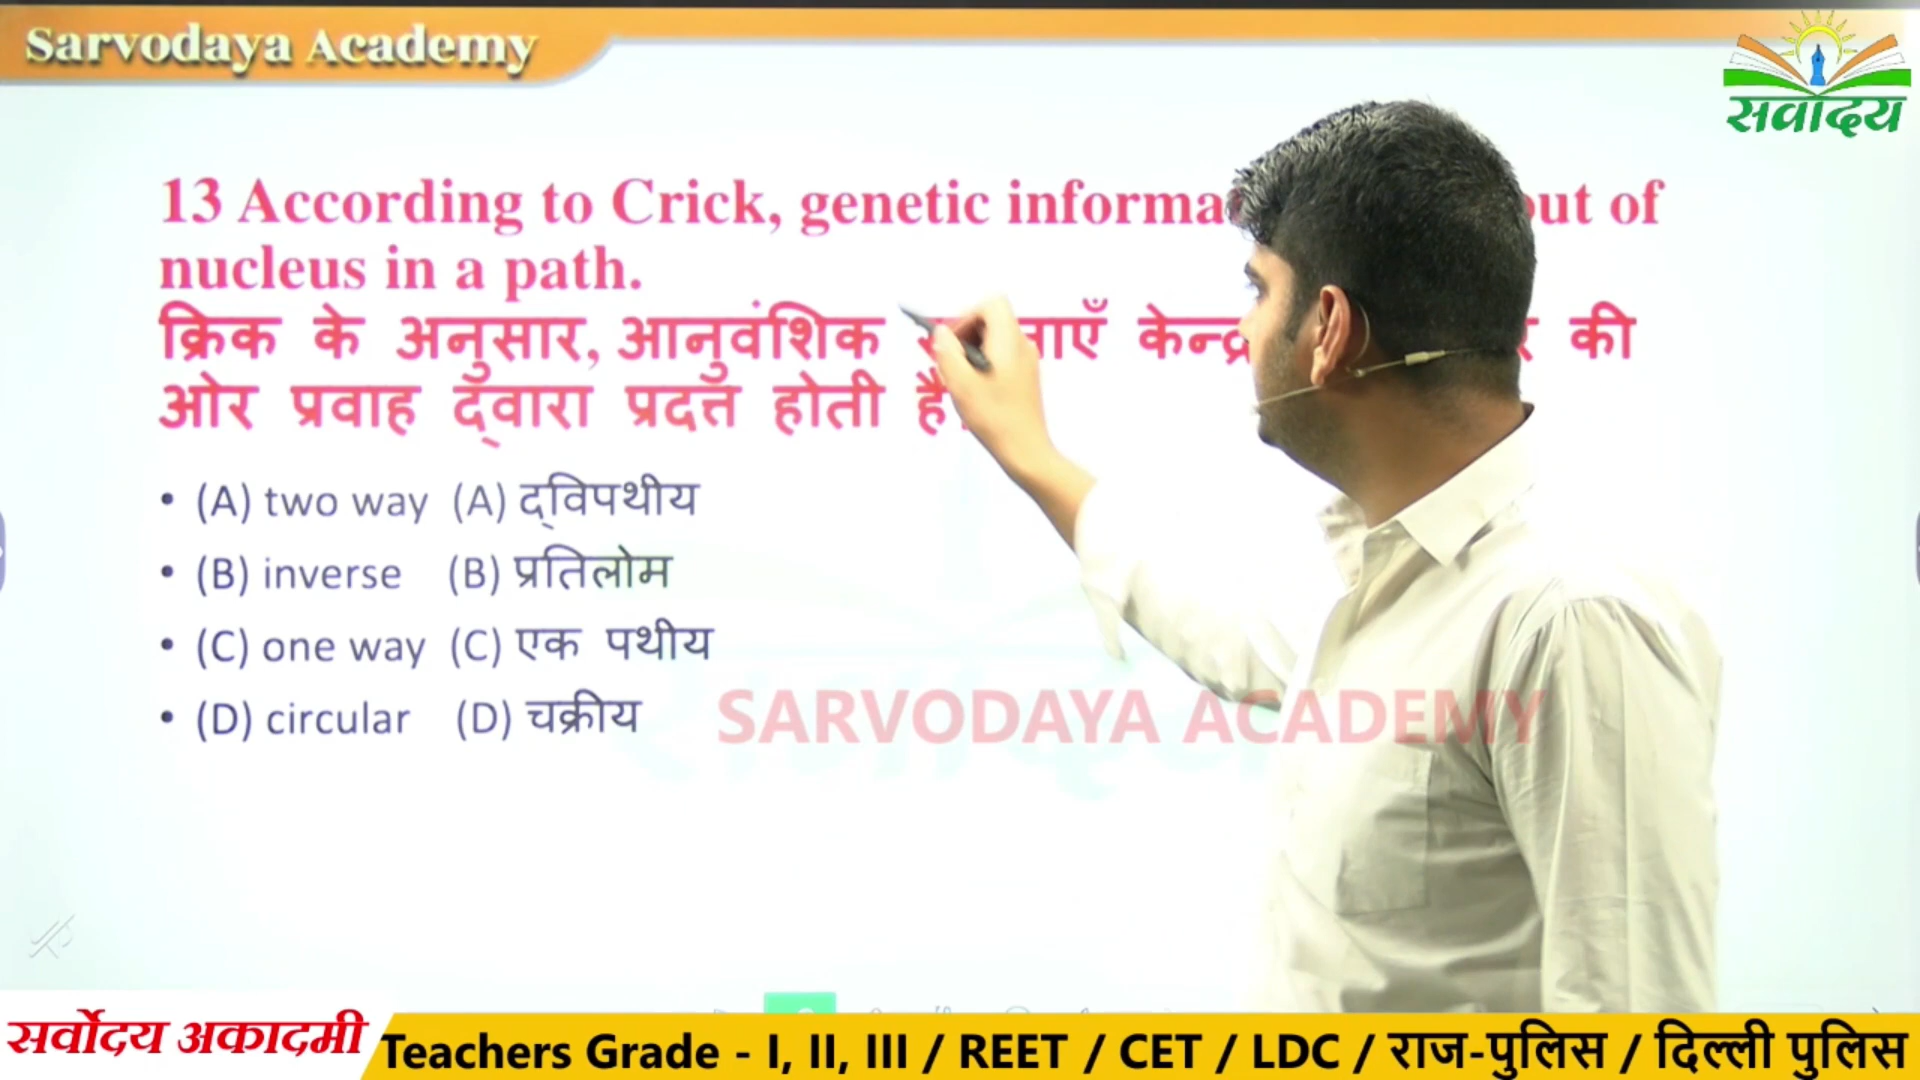 Sarvodaya Academy
सर्वोदय
13 According to Crick, genetic out of
nucleus in a path.
क्रिक के अनुसार, आनुवंशिक की
ओर प्रवाह द्वारा प्रदत्त होती है
• (A) two way (A) द्विपथीय
• (B) inverse (B) प्रतिलोम
• (C) one way (C) एक पथीय
• (D) circular (D) चक्रीय
SARVODAYA ACADEMY
सर्वोदय अकादमी
Teachers Grade - I, II, III / REET / CET / LDC / राज-पुलिस / दिल्ली पुलिस